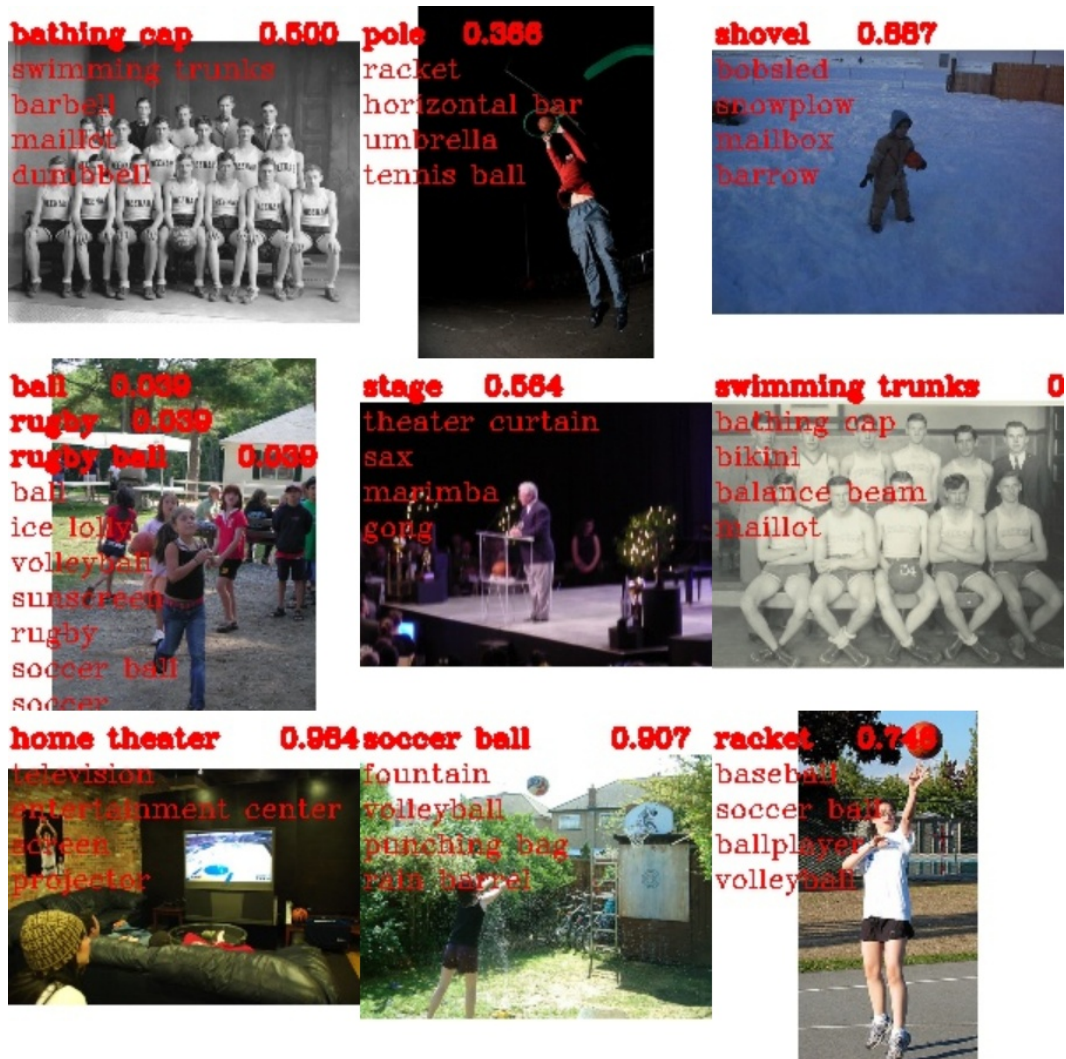 bathing cap 0.500
swimming trunks
barbell
maillot
dumbbell
pole 0.366
racket
horizontal bar
umbrella
tennis ball
shovel 0.887
bobsled
snowplow
mailbox
barrow
ball 0.039
rugby 0.039
rugby ball 0.039
ball
ice lolly
volleyball
sunscreen
rugby
soccer ball
soccer
stage 0.564
theater curtain
sax
marimba
gong
swimming trunks 0
bathing cap
bikini
balance beam
maillot
34
home theater 0.984
television
entertainment center
screen
projector
soccer ball 0.907
fountain
volleyball
punching bag
rain barrel
racket
baseball
soccer ball
ballplayer
volleyball